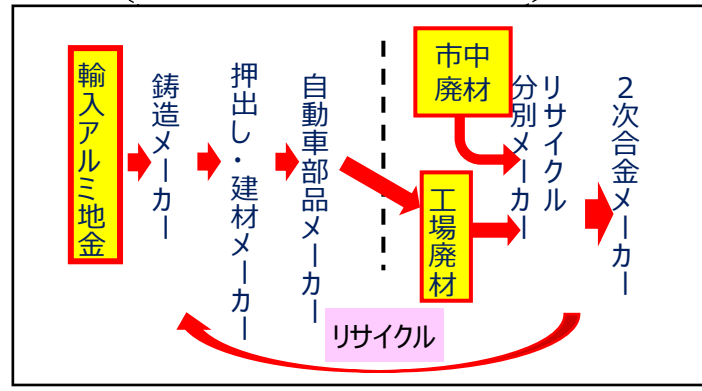 輸入アルミ地金
鋳造メーカー
押出し・建材メーカー
自動車部品メーカー
市中
廃材
工場廃材
リサイクル
分別メーカー
2次合金メーカー
リサイクル